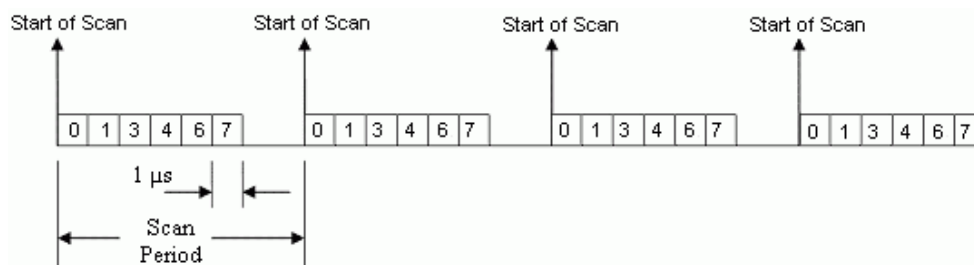 Start of Scan Start of Scan Start of Scan Start of Scan
0 1 3 4 6 7 0 1 3 4 6 7 0 1 3 4 6 7 0 1 3 4 6 7
1 μs
Scan
Period